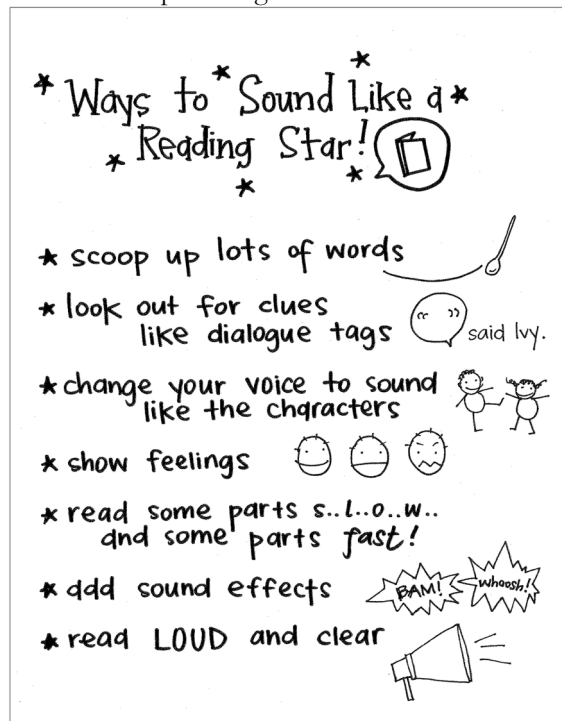 * Ways to Sound Like a
Reading Star!
* scoop up lots of words
* look out for clues
like dialogue tags
“ ” said Ivy.
* change your voice to sound
like the characters
* show feelings
* read some parts s..l..o..w..
and some parts fast!
* add sound effects
BAM! Whoosh!
* read LOUD and clear